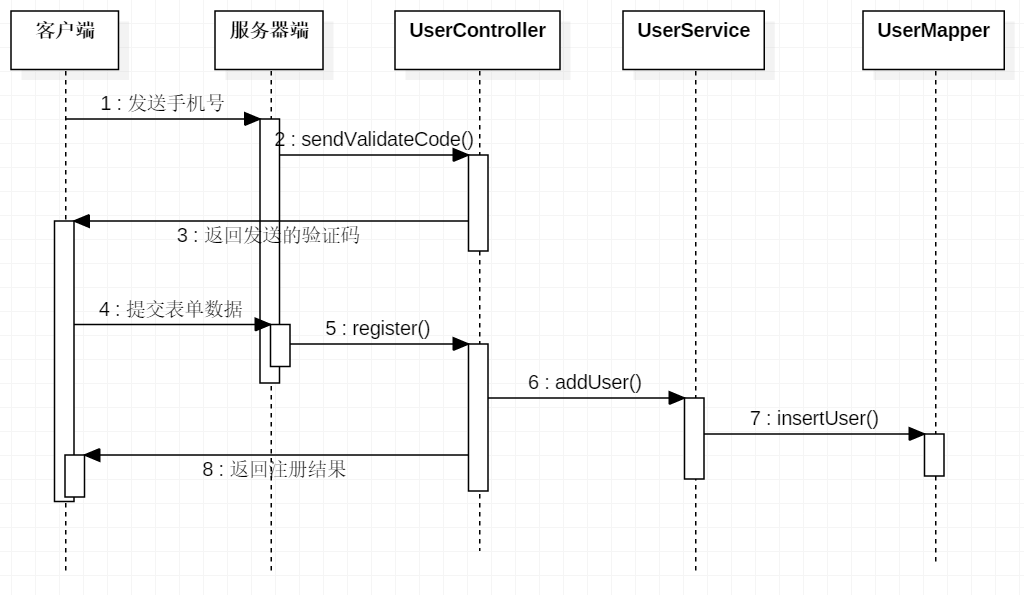 客户端
服务器端
UserController
UserService
UserMapper
1 : 发送手机号
2 : sendValidateCode()
3 : 返回发送的验证码
4 : 提交表单数据
5 : register()
6 : addUser()
7 : insertUser()
8 : 返回注册结果